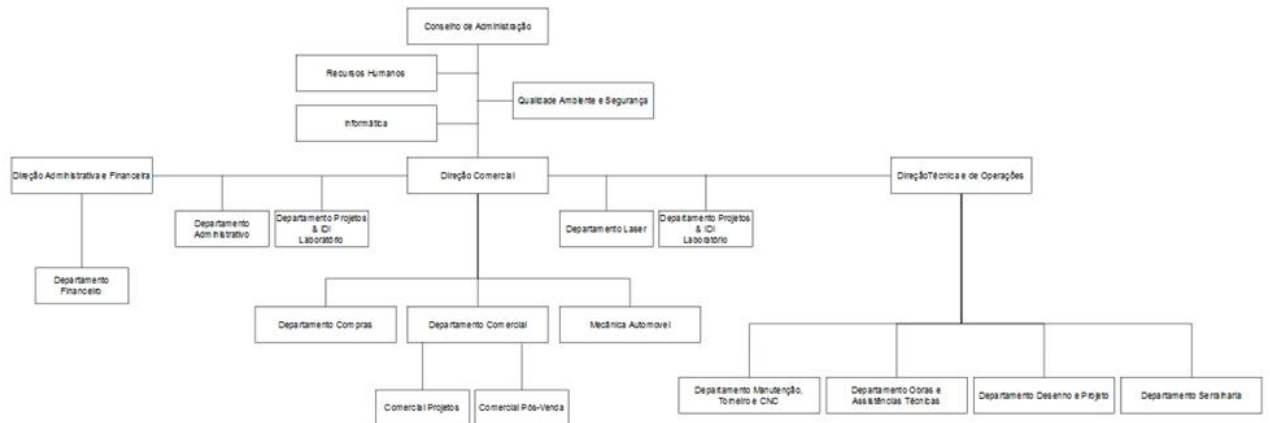 Conselho de Administração
Recursos Humanos
Qualidade Ambiente e Segurança
Informática
Direção Administrativa e Financeira
Direção Comercial
DireçãoTécnica e de Operações
Departamento
Administrativo
Departamento Projetos
& IDI
Laboratório
Departamento Laser
Departamento Projetos
& IDI
Laboratório
Departamento
Financeiro
Departamento Compras
Departamento Comercial
Mecânica Automovel
Departamento Manutenção,
Torneiro e CNC
Departamento Obras e
Assistências Técnicas
Departamento Desenho e Projeto
Departamento Serralharia
Comercial Projetos
Comercial Pós-Venda